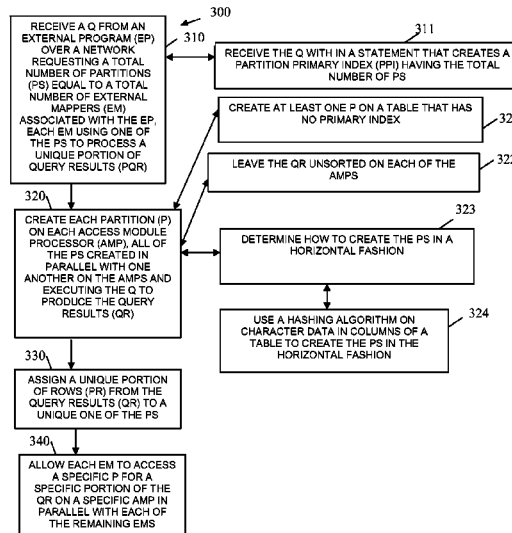 300
RECEIVE A Q FROM AN
EXTERNAL PROGRAM (EP)
OVER A NETWORK
REQUESTING A TOTAL
NUMBER OF PARTITIONS (PS)
EQUAL TO A TOTAL
NUMBER OF EXTERNAL
MAPPERS (EM)
ASSOCIATED WITH THE EP,
EACH EM USING ONE OF
THE PS TO PROCESS A
UNIQUE PORTION OF
QUERY RESULTS (PQR)
310
311
RECEIVE THE Q WITH IN A STATEMENT THAT CREATES A
PARTITION PRIMARY INDEX (PPI) HAVING THE TOTAL
NUMBER OF PS
CREATE AT LEAST ONE P ON A TABLE THAT HAS
NO PRIMARY INDEX
32
LEAVE THE QR UNSORTED ON EACH OF THE
AMPS
322
320
CREATE EACH PARTITION (P)
ON EACH ACCESS MODULE
PROCESSOR (AMP), ALL OF
THE PS CREATED IN
PARALLEL WITH ONE
ANOTHER ON THE AMPS AND
EXECUTING THE Q TO
PRODUCE THE QUERY
RESULTS (QR)
323
DETERMINE HOW TO CREATE THE PS IN A
HORIZONTAL FASHION
USE A HASHING ALGORITHM ON
CHARACTER DATA IN COLUMNS OF A
TABLE TO CREATE THE PS IN THE
HORIZONTAL FASHION
324
330
ASSIGN A UNIQUE PORTION
OF ROWS (PR) FROM THE
QUERY RESULTS (QR) TO A
UNIQUE ONE OF THE PS
340
ALLOW EACH EM TO ACCESS
A SPECIFIC P FOR A
SPECIFIC PORTION OF THE
QR ON A SPECIFIC AMP IN
PARALLEL WITH EACH OF
THE REMAINING EMS